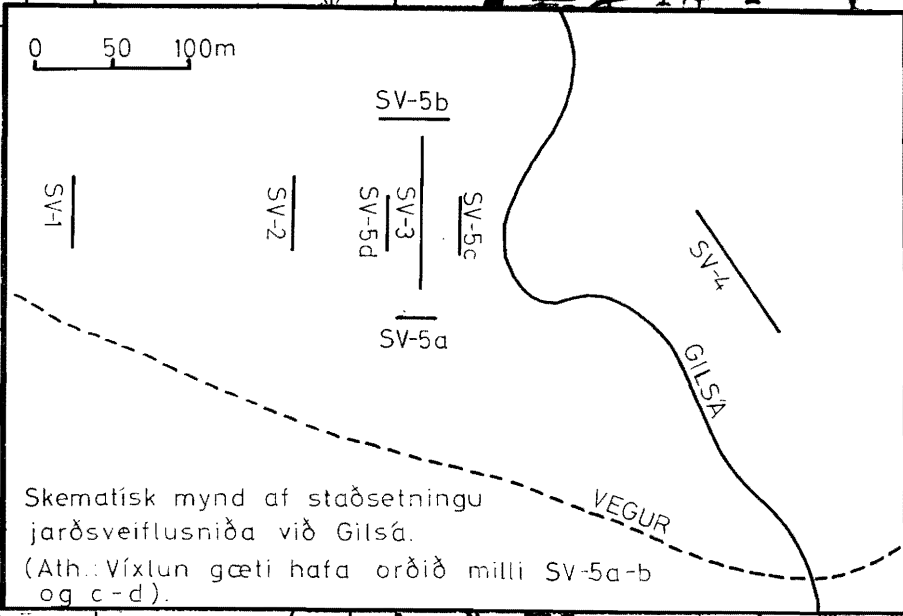 0 50 100m
SV-5b
SV-1
SV-2
SV-5d
SV-3
SV-5c
SV-4
SV-5a
GILSÁ
VEGUR
Skematísk mynd af staðsetningu
jarðsveiflusniða við Gilsá.
(Ath.: Víxlun gæti hafa orðið milli SV-5a-b
og c-d).